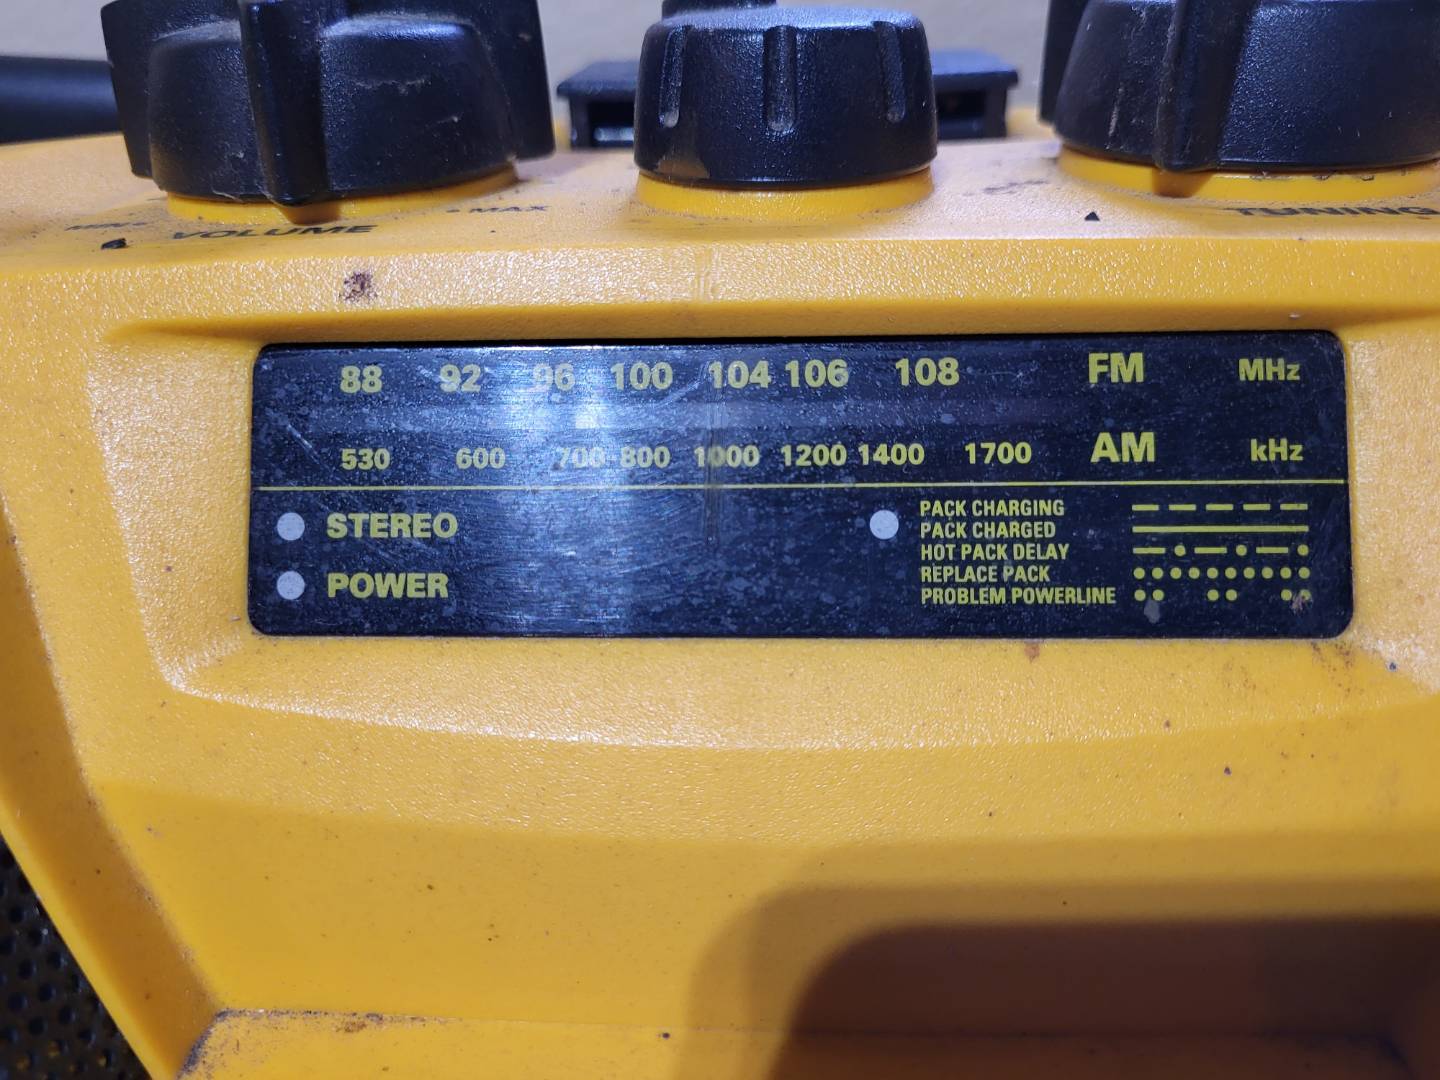 MIN
MAX
VOLUME
TUNING
88 92 96 100 104 106 108 FM MHz
530 600 700 800 1000 1200 1400 1700 AM kHz
STEREO
POWER
PACK CHARGING
PACK CHARGED
HOT PACK DELAY
REPLACE PACK
PROBLEM POWERLINE